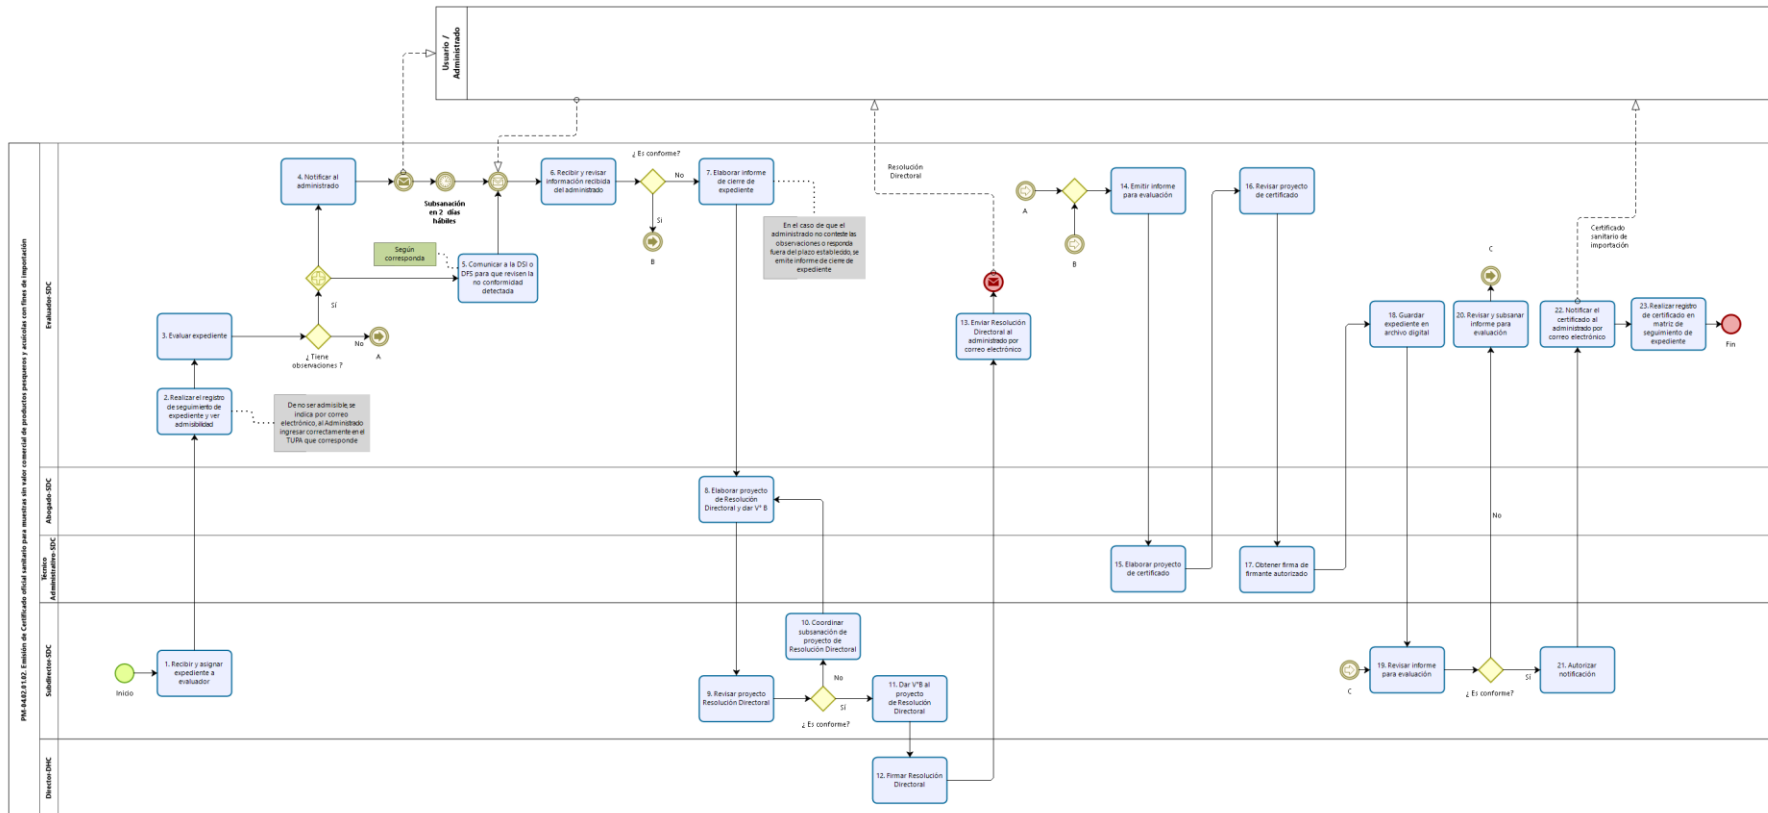 Usuario /
Administrado
PM-04.02.01.02. Emisión de Certificado oficial sanitario para muestras sin valor comercial de productos pesqueros y acuícolas con fines de importación
Evaluador-SDC
4. Notificar al
administrado
Subsanación
en 2 días
hábiles
Según
corresponda
5. Comunicar a la DSI o
DFS para que revisen la
no conformidad
detectada
6. Recibir y revisar
información recibida
del administrado
¿ Es conforme?
No
Si
B
7. Elaborar informe
de cierre de
expediente
En el caso de que el
administrado no conteste las
observaciones o responda
fuera del plazo establecido, se
emite informe de cierre de
expediente
3. Evaluar expediente
Sí
No
A
¿ Tiene
observaciones ?
2. Realizar el registro
de seguimiento de
expediente y ver
admisibilidad
De no ser admisible, se
indica por correo
electrónico, al Administrado
ingresar correctamente en el
TUPA que corresponde
Resolución
Directoral
13. Enviar Resolución
Directoral al
administrado por
correo electrónico
A
B
14. Emitir informe
para evaluación
16. Revisar proyecto
de certificado
18. Guardar
expediente en
archivo digital
C
20. Revisar y subsanar
informe para
evaluación
Certificado
sanitario de
importación
22. Notificar el
certificado al
administrado por
correo electrónico
23. Realizar registro
de certificado en
matriz de
seguimiento de
expediente
Fin
Abogado-SDC
8. Elaborar proyecto
de Resolución
Directoral y dar V° B
No
Técnico
Administrativo-SDC
15. Elaborar proyecto
de certificado
17. Obtener firma de
firmante autorizado
Subdirector-SDC
Inicio
1. Recibir y asignar
expediente a
evaluador
10. Coordinar
subsanación de
proyecto de
Resolución Directoral
No
9. Revisar proyecto
Resolución Directoral
Sí
¿ Es conforme?
11. Dar V°B al
proyecto
de Resolución
Directoral
C
19. Revisar informe
para evaluación
¿ Es conforme?
Sí
21. Autorizar
notificación
Director-DHC
12. Firmar Resolución
Directoral